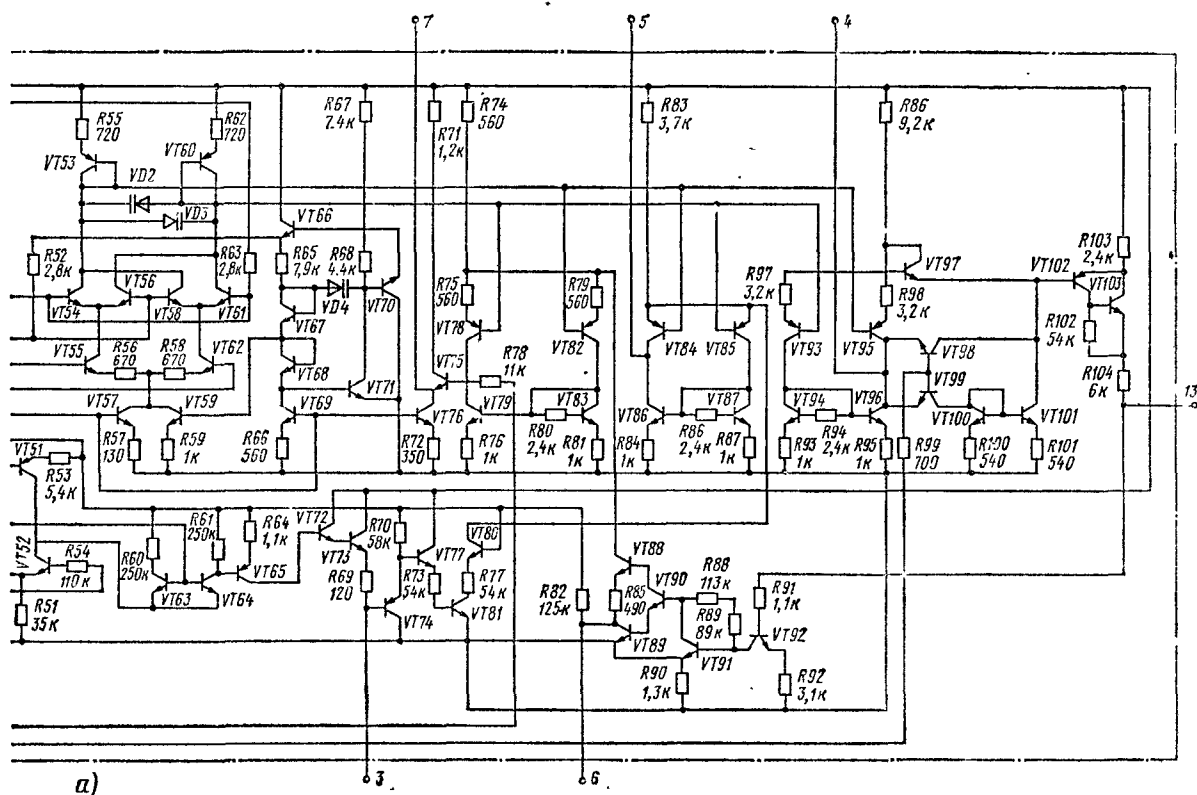 7
5
4
R55
720
R62
720
R67
7.4к
R71
1,2к
R74
560
R83
3,7к
R86
9,2к
VT53
VT60
VD2
VD3
VT66
R103
2,4к
R52
2,8к
VT56
R63
2,8к
R65
7,9к
R68
4.4к
R75
560
R79
560
R97
3,2к
VT97
VT102
VT103
R98
3,2к
VT54
VT58
VT61
VT67
VD4
VT70
VT78
VT82
VT84
VT85
VT93
VT95
R102
54к
VT55
R56
670
R58
670
VT62
VT68
VT71
VT75
R78
11к
VT98
VT99
R104
6к
VT57
VT59
VT69
VT76
VT79
VT83
VT86
VT87
VT94
VT96
VT100
VT101
13
R57
130
R59
1к
R66
560
R72
350
R76
1к
R80
2,4к
R81
1к
R84
1к
R86
2,4к
R87
1к
R93
1к
R94
2,4к
R95
1к
R99
700
R100
540
R101
540
VT51
R53
5,4к
VT52
R54
110к
R51
35к
R60
250к
R61
250к
R64
1,1к
VT63
VT64
VT65
VT72
VT73
R69
120
R70
58к
VT74
R73
54к
VT77
VT80
R77
54к
VT81
R82
125к
VT88
R85
490
VT89
VT90
R88
113к
R89
89к
VT91
R90
1,3к
R91
1,1к
VT92
R92
3,1к
3
6
а)